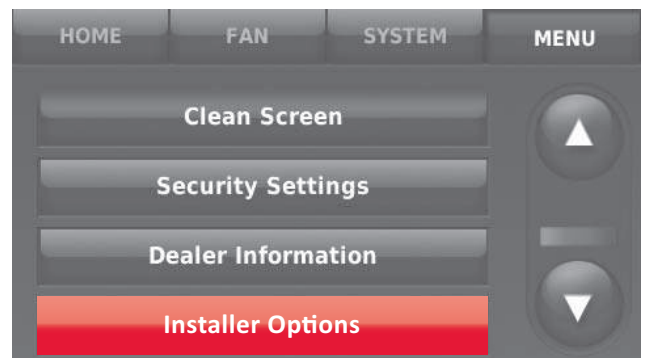 HOME FAN SYSTEM MENU
Clean Screen
Security Settings
Dealer Information
Installer Options